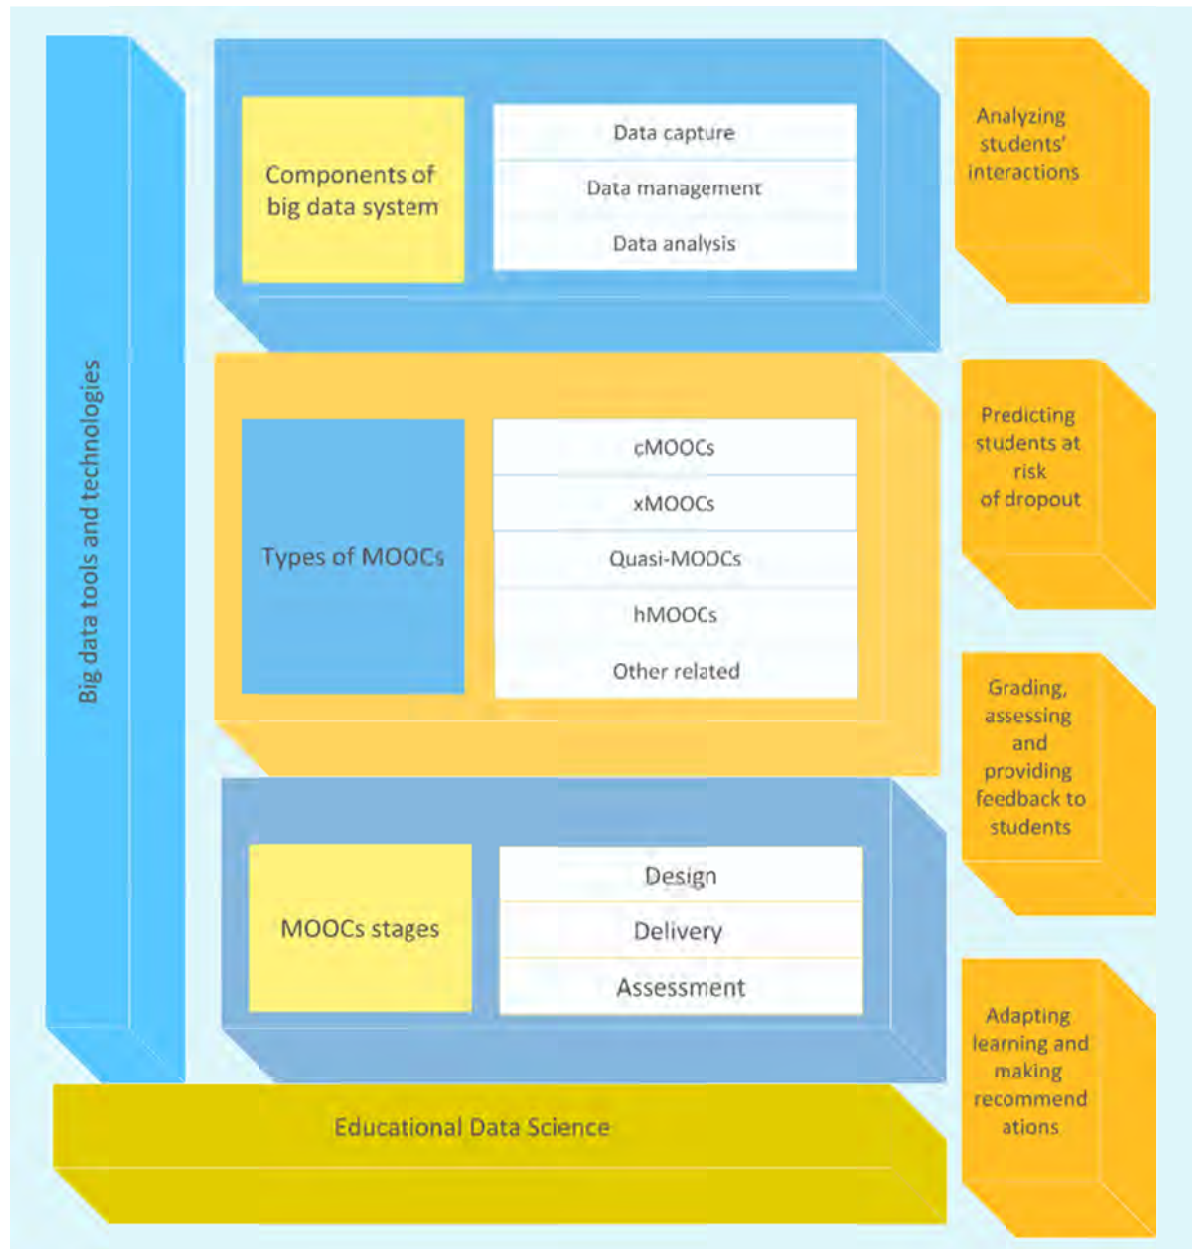 Big data tools and technologies
Components of
big data system
Data capture
Data management
Data analysis
Types of MOOCs
cMOOCs
xMOOCs
Quasi-MOOCs
hMOOCs
Other related
MOOCs stages
Design
Delivery
Assessment
Educational Data Science
Analyzing
students'
interactions
Predicting
students at
risk
of dropout
Grading,
assessing
and
providing
feedback to
students
Adapting
learning and
making
recommend
ations